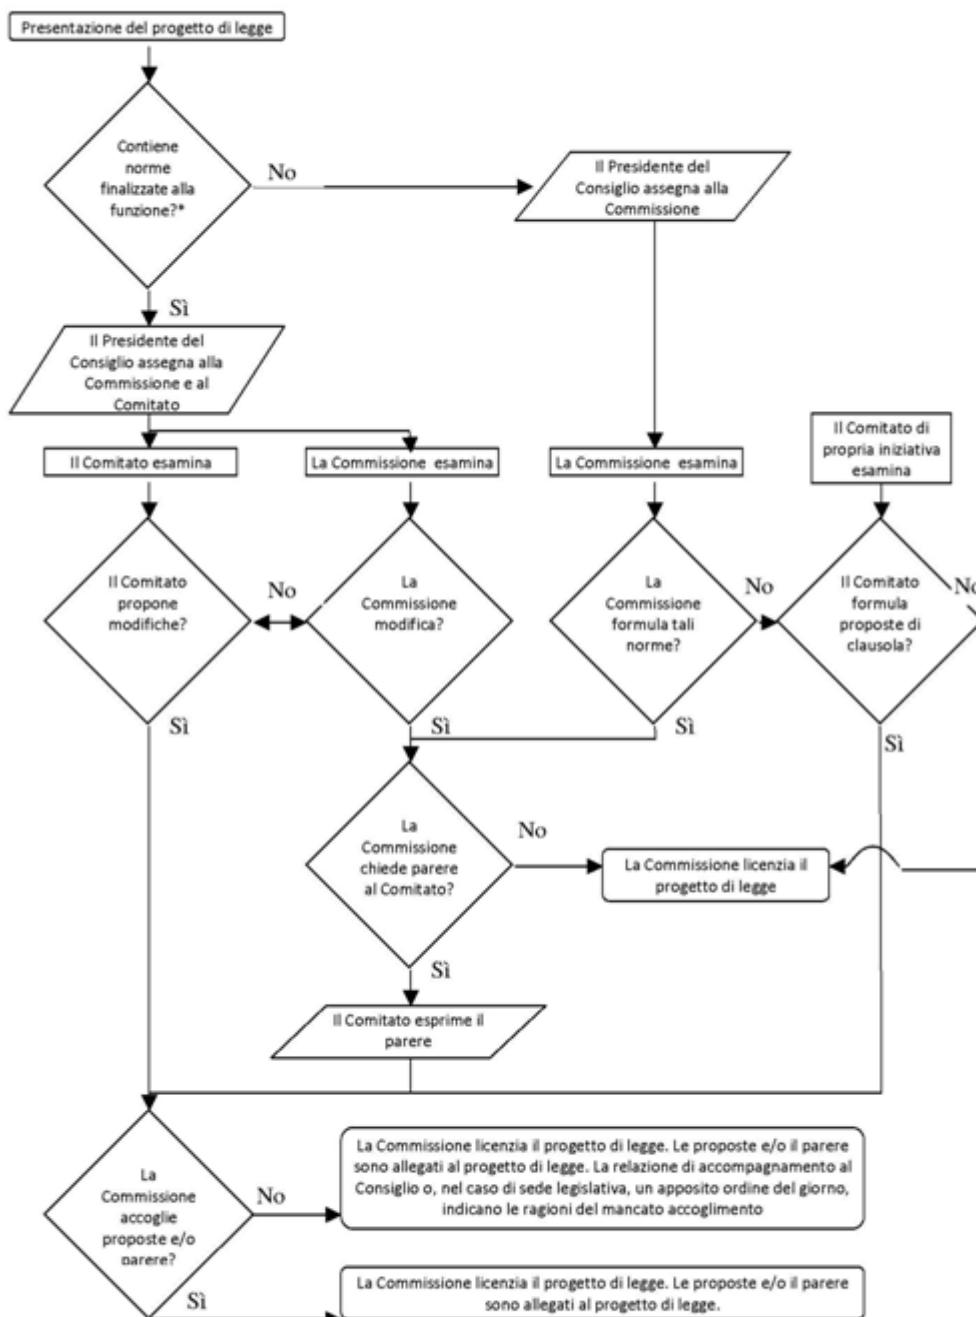 Presentazione del progetto di legge
Contiene
norme
finalizzate alla
funzione?*
No
Il Presidente del
Consiglio assegna alla
Commissione
Sì
Il Presidente del
Consiglio assegna alla
Commissione e al
Comitato
Il Comitato esamina
La Commissione esamina
La Commissione esamina
Il Comitato di
propria iniziativa
esamina
Il Comitato
propone
modifiche?
No
La
Commissione
modifica?
La
Commissione
formula tali
norme?
No
Il Comitato
formula
proposte di
clausola?
No
Sì
Sì
Sì
Sì
La
Commissione
chiede parere
al Comitato?
No
La Commissione licenzia il
progetto di legge
Sì
Il Comitato esprime il
parere
La
Commissione
accoglie
proposte e/o
parere?
No
La Commissione licenzia il progetto di legge. Le proposte e/o il parere
sono allegati al progetto di legge. La relazione di accompagnamento al
Consiglio o, nel caso di sede legislativa, un apposito ordine del giorno,
indicano le ragioni del mancato accoglimento
Sì
La Commissione licenzia il progetto di legge. Le proposte e/o il parere
sono allegati al progetto di legge.